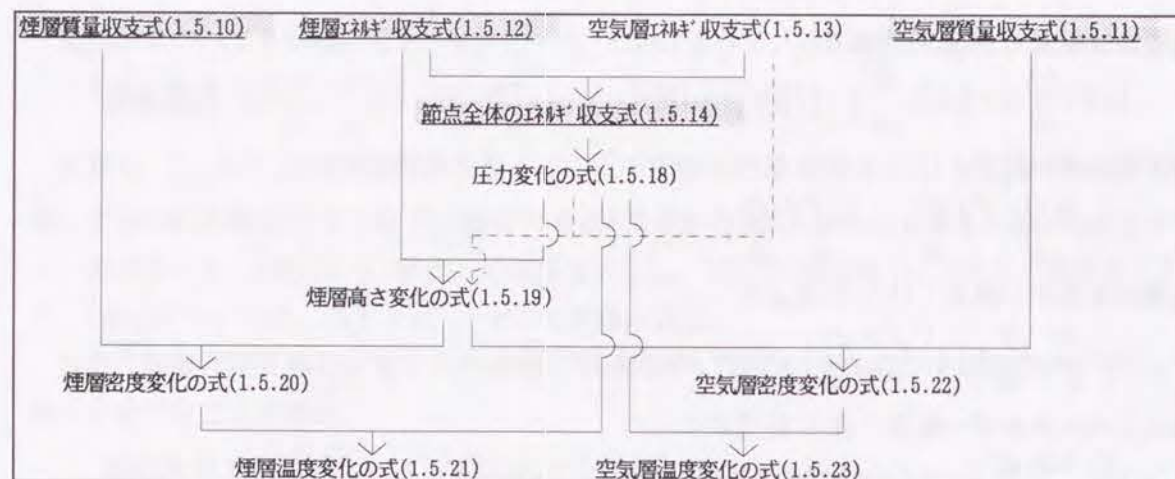 煙層質量収支式(1.5.10) 煙層ｴﾈﾙｷﾞ収支式(1.5.12) 空気層ｴﾈﾙｷﾞ収支式(1.5.13) 空気層質量収支式(1.5.11)
節点全体のｴﾈﾙｷﾞ収支式(1.5.14)
圧力変化の式(1.5.18)
煙層高さ変化の式(1.5.19)
煙層密度変化の式(1.5.20) 空気層密度変化の式(1.5.22)
煙層温度変化の式(1.5.21) 空気層温度変化の式(1.5.23)